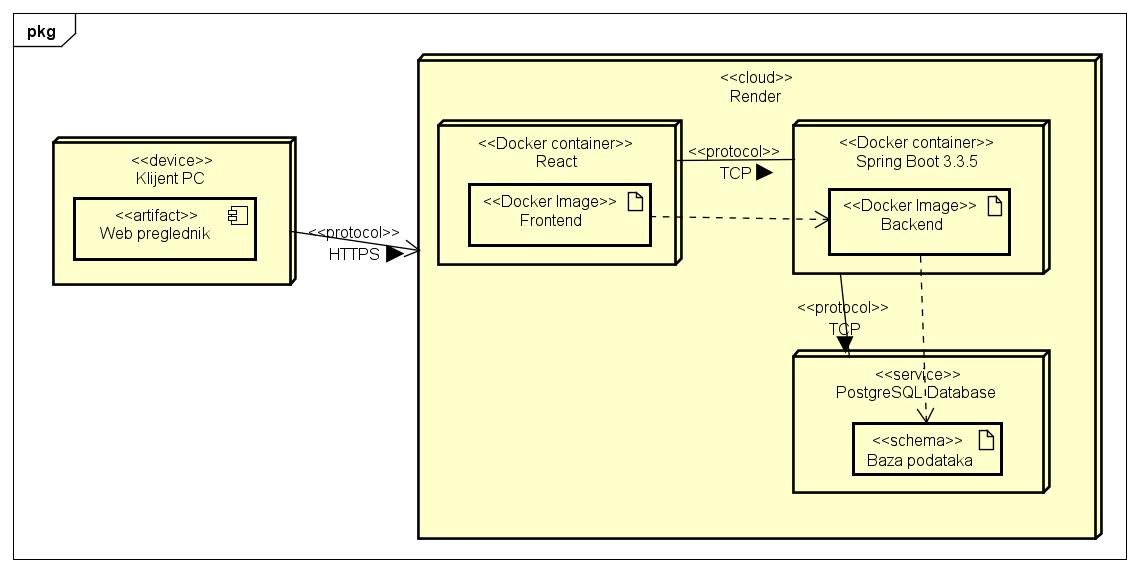 pkg
<<cloud>>
Render
<<device>>
Klijent PC
<<artifact>>
Web preglednik
<<protocol>>
HTTPS
<<Docker container>>
React
<<Docker Image>>
Frontend
<<protocol>>
TCP
<<Docker container>>
Spring Boot 3.3.5
<<Docker Image>>
Backend
<<protocol>>
TCP
<<service>>
PostgreSQL Database
<<schema>>
Baza podataka